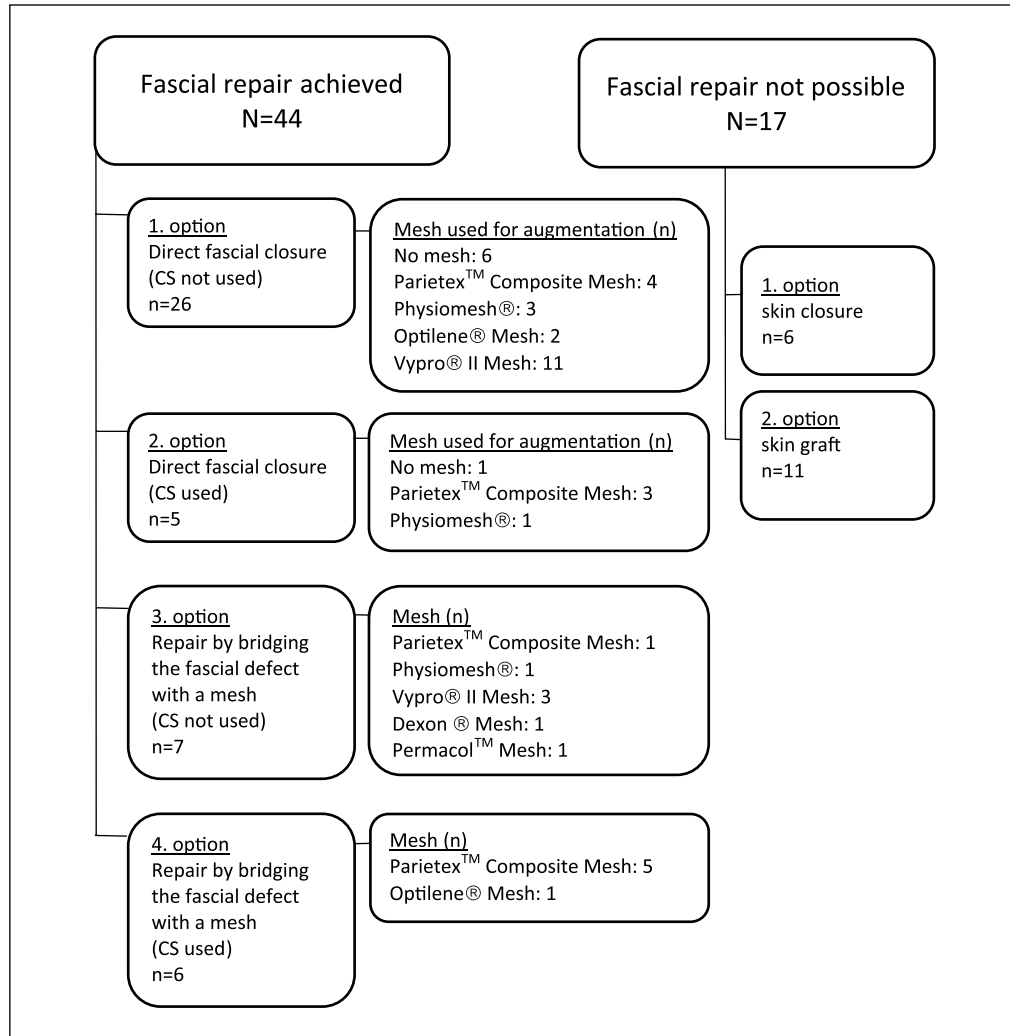 Fascial repair achieved
N=44
1. option
Direct fascial closure
(CS not used)
n=26
Mesh used for augmentation (n)
No mesh: 6
Parietex™ Composite Mesh: 4
Physiomesh®: 3
Optilene® Mesh: 2
Vypro® II Mesh: 11
2. option
Direct fascial closure
(CS used)
n=5
Mesh used for augmentation (n)
No mesh: 1
Parietex™ Composite Mesh: 3
Physiomesh®: 1
3. option
Repair by bridging
the fascial defect
with a mesh
(CS not used)
n=7
Mesh (n)
Parietex™ Composite Mesh: 1
Physiomesh®: 1
Vypro® II Mesh: 3
Dexon ® Mesh: 1
Permacol™ Mesh: 1
4. option
Repair by bridging
the fascial defect
with a mesh
(CS used)
n=6
Mesh (n)
Parietex™ Composite Mesh: 5
Optilene® Mesh: 1
Fascial repair not possible
N=17
1. option
skin closure
n=6
2. option
skin graft
n=11